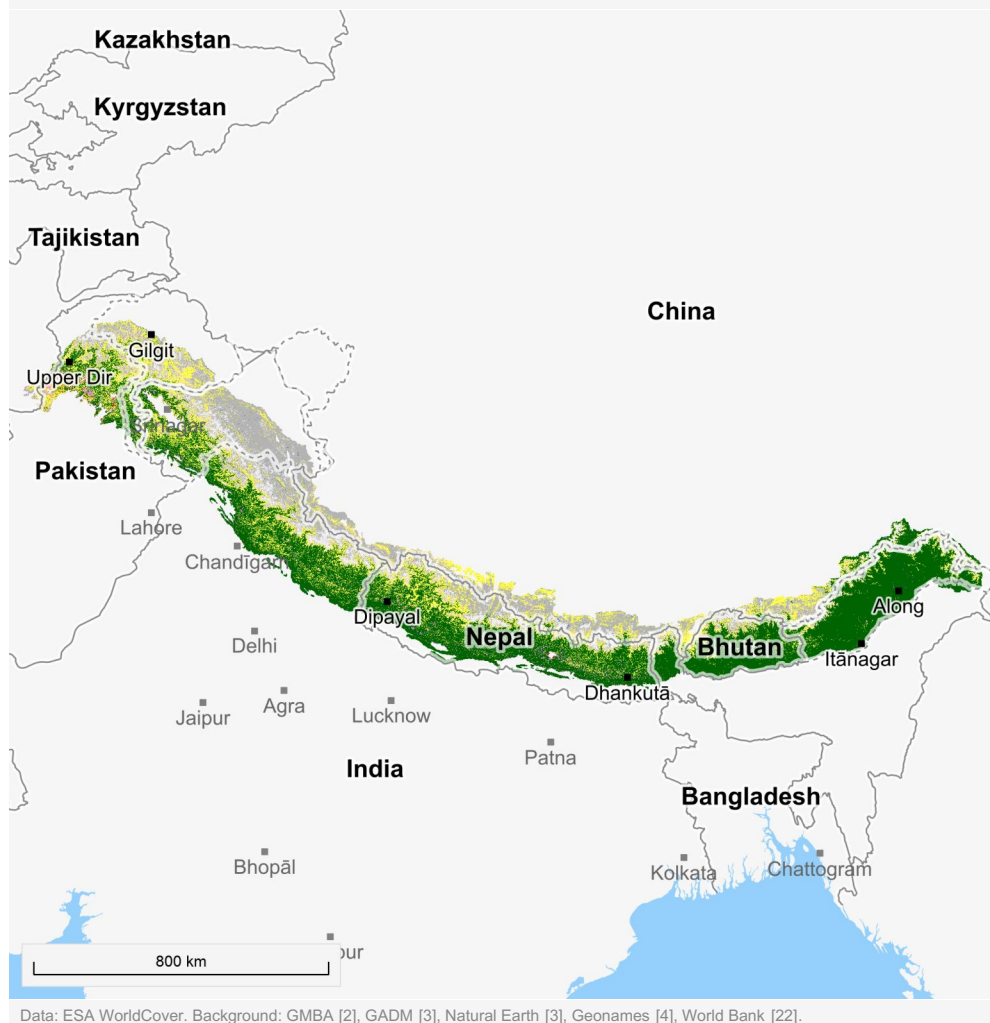 Kazakhstan
Kyrgyzstan
Tajikistan
China
Gilgit
Upper Dir
Srinagar
Pakistan
Lahore
Chandīgarh
Dipayal
Nepal
Bhutan
Along
Itānagar
Delhi
Dhankutā
Jaipur
Agra
Lucknow
Patna
India
Bangladesh
Bhopāl
Kolkata
Chattogram
800 km
Data: ESA WorldCover. Background: GMBA [2], GADM [3], Natural Earth [3], Geonames [4], World Bank [22].